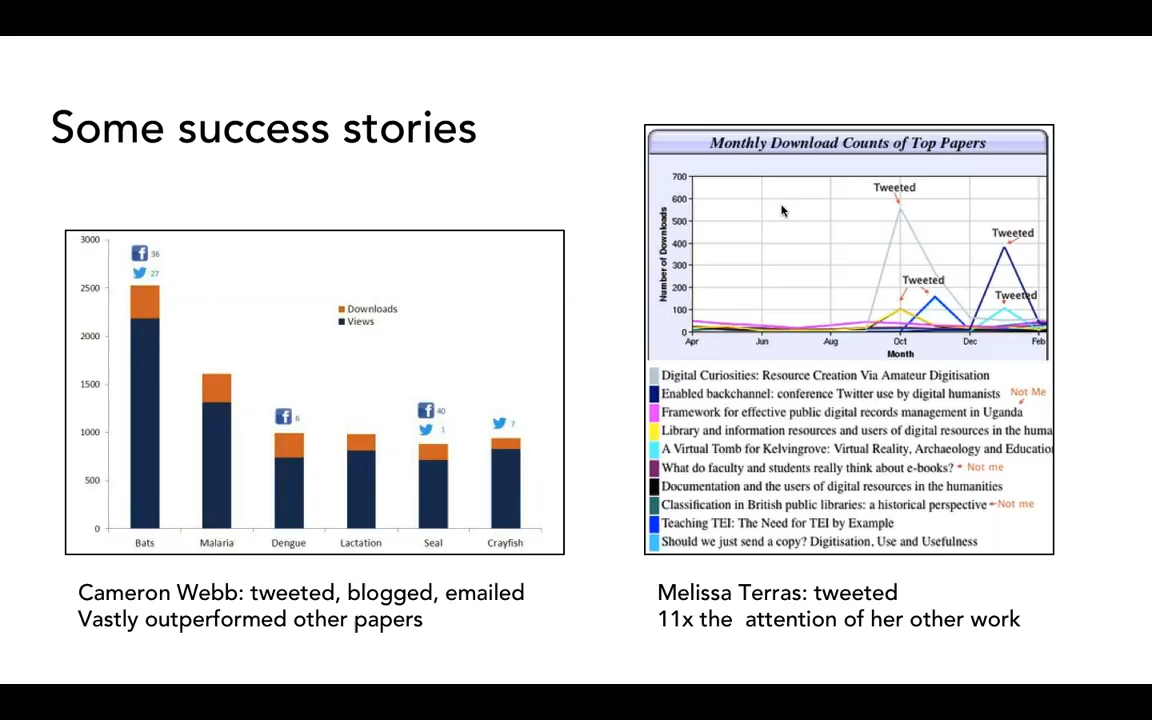 Some success stories
3000
2500
2000
1500
1000
500
0
36
27
6
40
1
7
Downloads
Views
Bats Malaria Dengue Lactation Seal Crayfish
Cameron Webb: tweeted, blogged, emailed
Vastly outperformed other papers
Monthly Download Counts of Top Papers
Number of Downloads
700
600
500
400
300
200
100
0
Tweeted
Tweeted
Tweeted
Tweeted
Apr Jun Aug Oct Dec Feb
Month
Digital Curiosities: Resource Creation Via Amateur Digitisation
Enabled backchannel: conference Twitter use by digital humanists Not Me
Framework for effective public digital records management in Uganda
Library and information resources and users of digital resources in the huma
A Virtual Tomb for Kelvingrove: Virtual Reality, Archaeology and Education
What do faculty and students really think about e-books? Not me
Documentation and the users of digital resources in the humanities
Classification in British public libraries: a historical perspective Not me
Teaching TEI: The Need for TEI by Example
Should we just send a copy? Digitisation, Use and Usefulness
Melissa Terras: tweeted
11x the attention of her other work